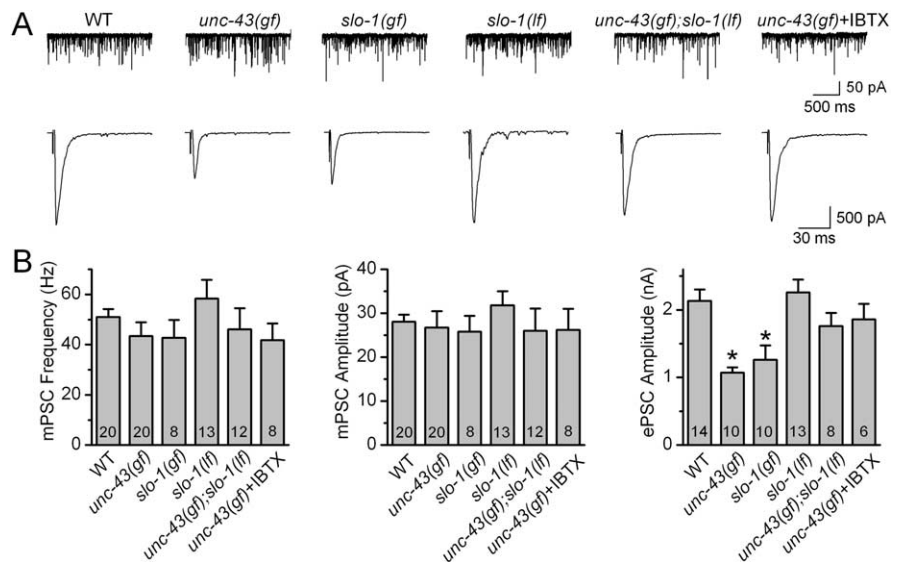 A
WT
unc-43(gf)
slo-1(gf)
slo-1(lf)
unc-43(gf);slo-1(lf)
unc-43(gf)+IBTX
50 pA
500 ms
500 pA
30 ms
B
mPSC Frequency (Hz)
60
40
20
0
20
20
8
13
12
8
WT
unc-43(gf)
slo-1(gf)
slo-1(lf)
unc-43(gf);slo-1(lf)
unc-43(gf)+IBTX
mPSC Amplitude (pA)
40
30
20
10
0
20
20
8
13
12
8
WT
unc-43(gf)
slo-1(gf)
slo-1(lf)
unc-43(gf);slo-1(lf)
unc-43(gf)+IBTX
ePSC Amplitude (nA)
2
1
0
*
*
14
10
10
13
8
6
WT
unc-43(gf)
slo-1(gf)
slo-1(lf)
unc-43(gf);slo-1(lf)
unc-43(gf)+IBTX